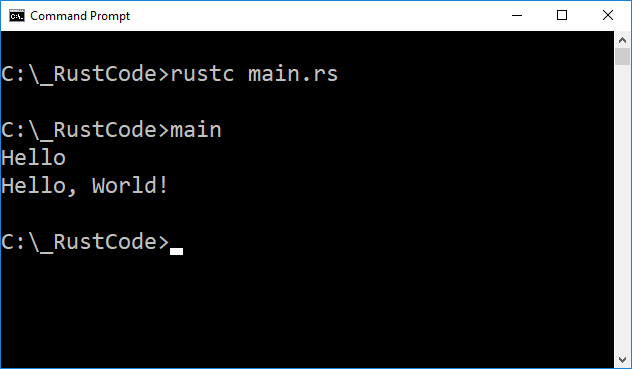 Command Prompt
C:\_RustCode>rustc main.rs
C:\_RustCode>main
Hello
Hello, World!
C:\_RustCode>